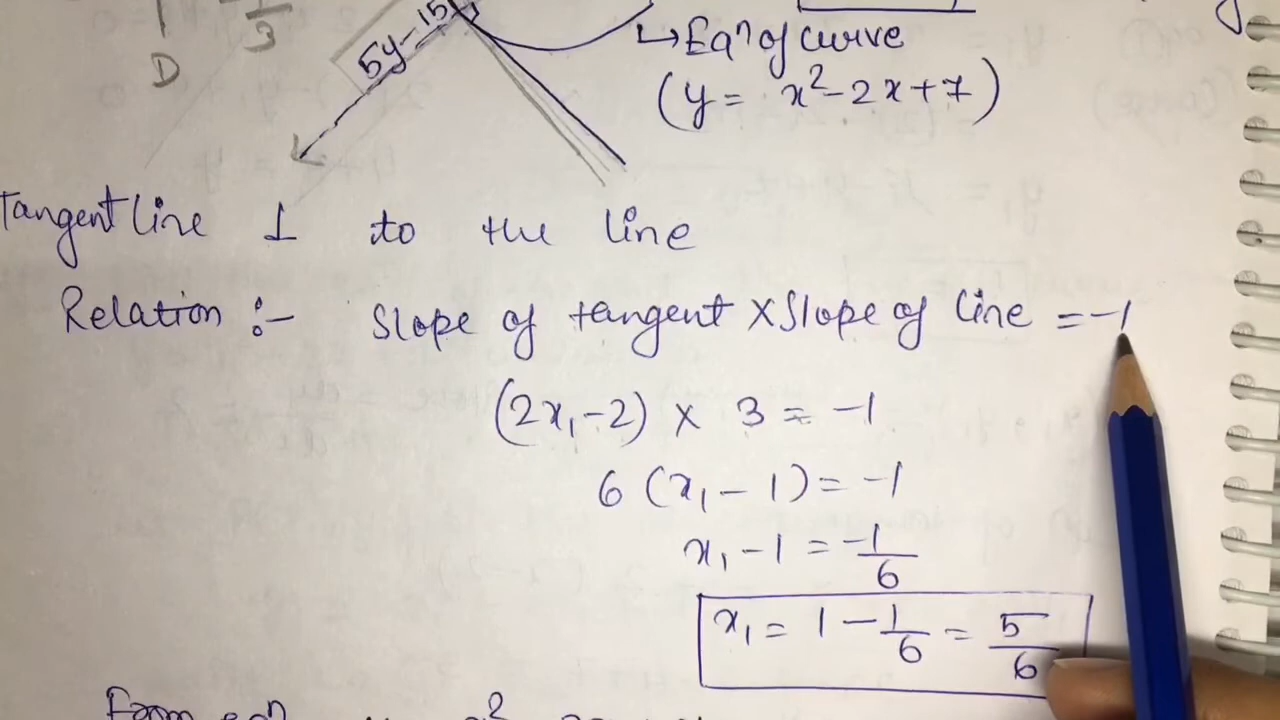 1/3
D
5y-15
↳Eqⁿ of curve
(y = x²-2x+7)
Tangent line ⊥ to the line
Relation :- Slope of tangent × Slope of line = -1
(2x₁-2) × 3 = -1
6 (x₁-1) = -1
x₁-1 = -1/6
x₁ = 1 - 1/6 = 5/6
From eqⁿ